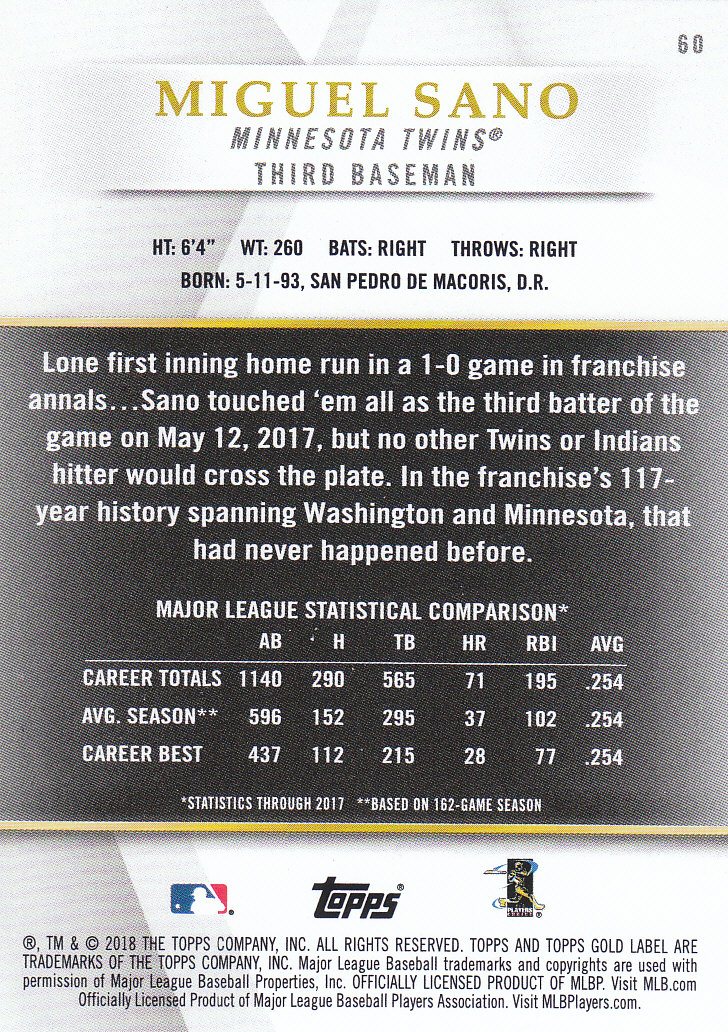 60
MIGUEL SANO
MINNESOTA TWINS®
THIRD BASEMAN
HT: 6'4" WT: 260 BATS: RIGHT THROWS: RIGHT
BORN: 5-11-93, SAN PEDRO DE MACORIS, D.R.
Lone first inning home run in a 1-0 game in franchise
annals...Sano touched 'em all as the third batter of the
game on May 12, 2017, but no other Twins or Indians
hitter would cross the plate. In the franchise's 117-
year history spanning Washington and Minnesota, that
had never happened before.
MAJOR LEAGUE STATISTICAL COMPARISON*
AB H TB HR RBI AVG
CAREER TOTALS 1140 290 565 71 195 .254
AVG. SEASON** 596 152 295 37 102 .254
CAREER BEST 437 112 215 28 77 .254
*STATISTICS THROUGH 2017 **BASED ON 162-GAME SEASON
topps®
PLAYERS
CHOICE ®
®, TM & © 2018 THE TOPPS COMPANY, INC. ALL RIGHTS RESERVED. TOPPS AND TOPPS GOLD LABEL ARE
TRADEMARKS OF THE TOPPS COMPANY, INC. Major League Baseball trademarks and copyrights are used with
permission of Major League Baseball Properties, Inc. OFFICIALLY LICENSED PRODUCT OF MLBP. Visit MLB.com
Officially Licensed Product of Major League Baseball Players Association. Visit MLBPlayers.com.